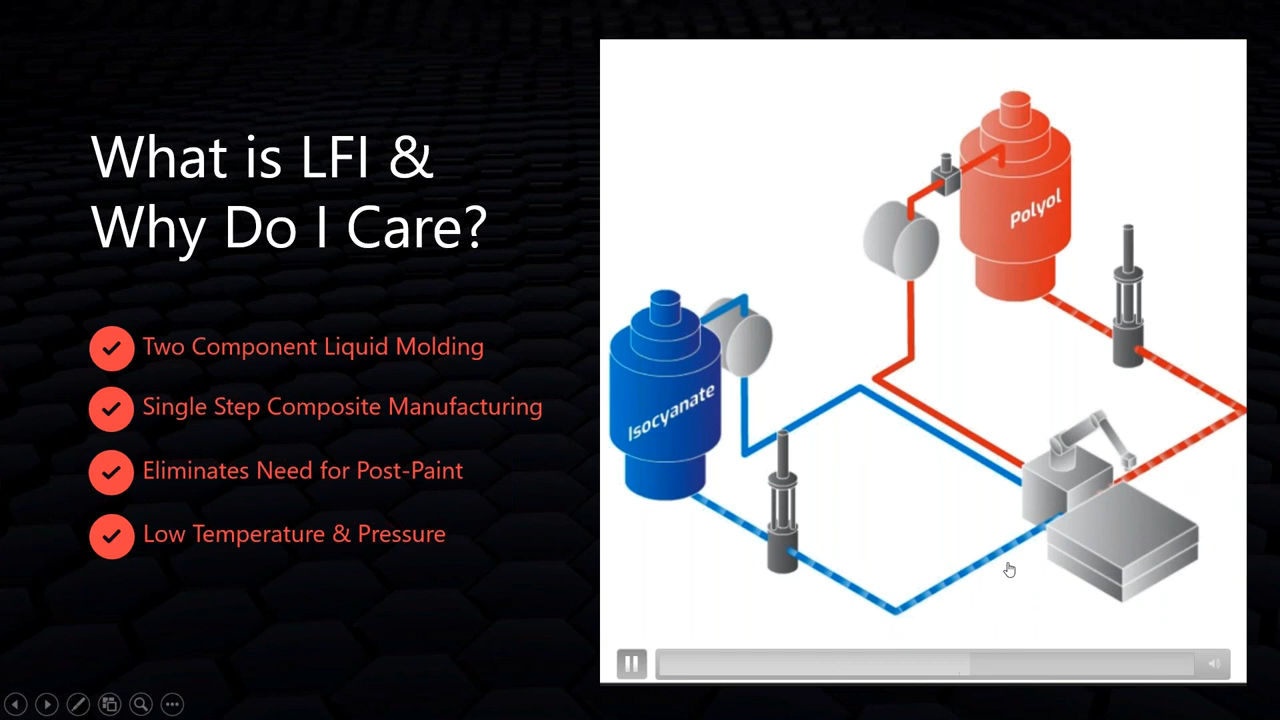 What is LFI &
Why Do I Care?
Two Component Liquid Molding
Single Step Composite Manufacturing
Eliminates Need for Post-Paint
Low Temperature & Pressure
Polyol
Isocyanate